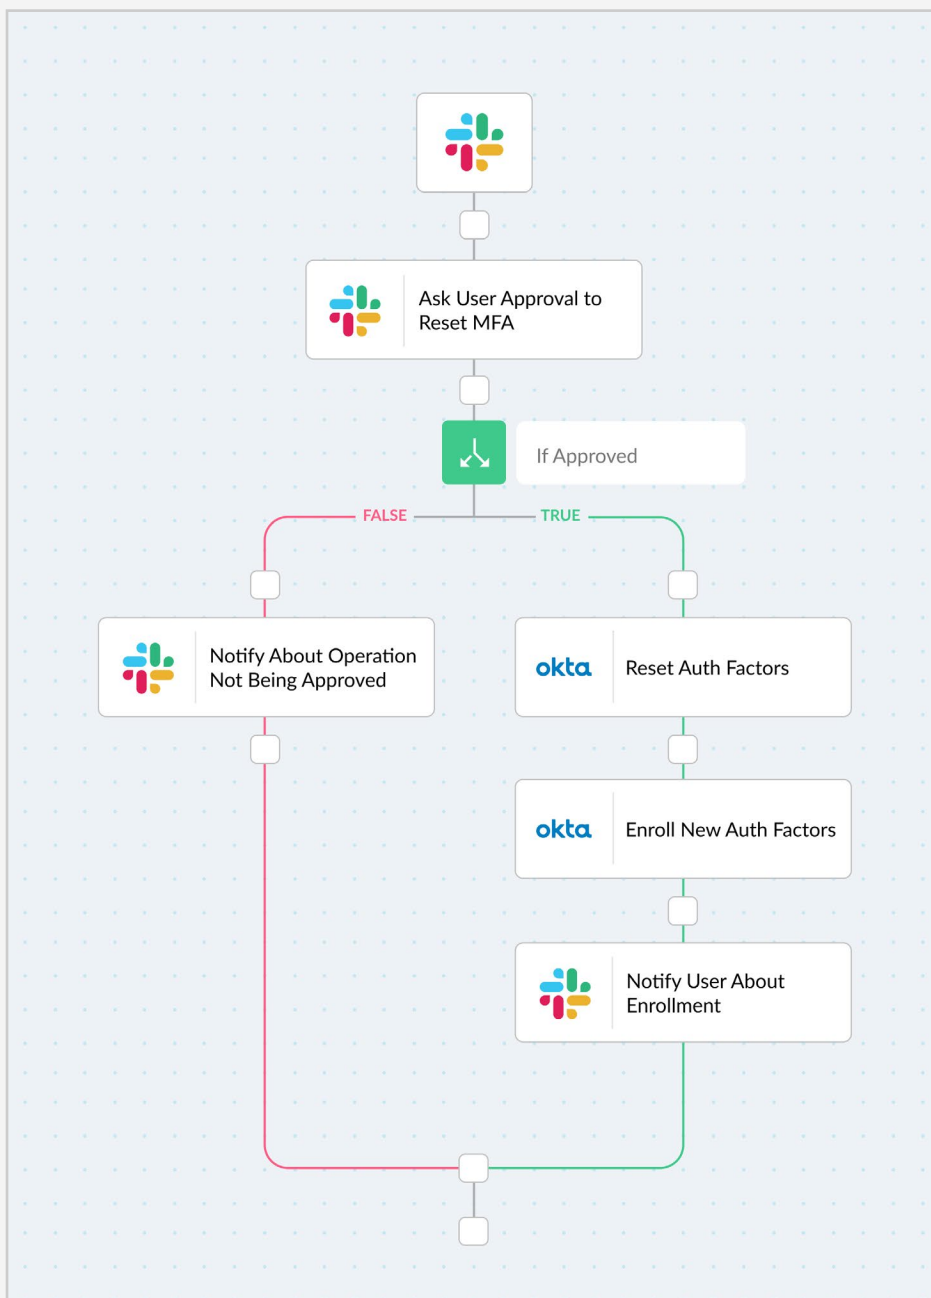 Ask User Approval to
Reset MFA
If Approved
FALSE
TRUE
Notify About Operation
Not Being Approved
okta
Reset Auth Factors
okta
Enroll New Auth Factors
Notify User About
Enrollment